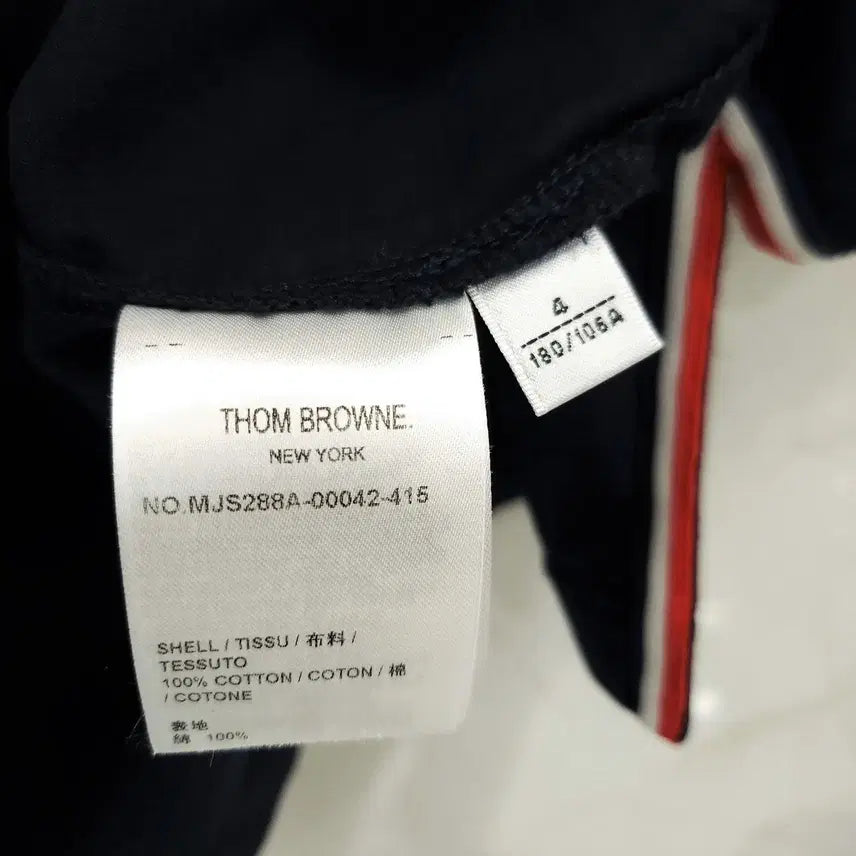 THOM BROWNE.
NEW YORK
NO.MJS288A-00042-415
SHELL / TISSU / 布料 /
TESSUTO
100% COTTON / COTON / 棉
/ COTONE
表地
綿 100%
4
180/106A